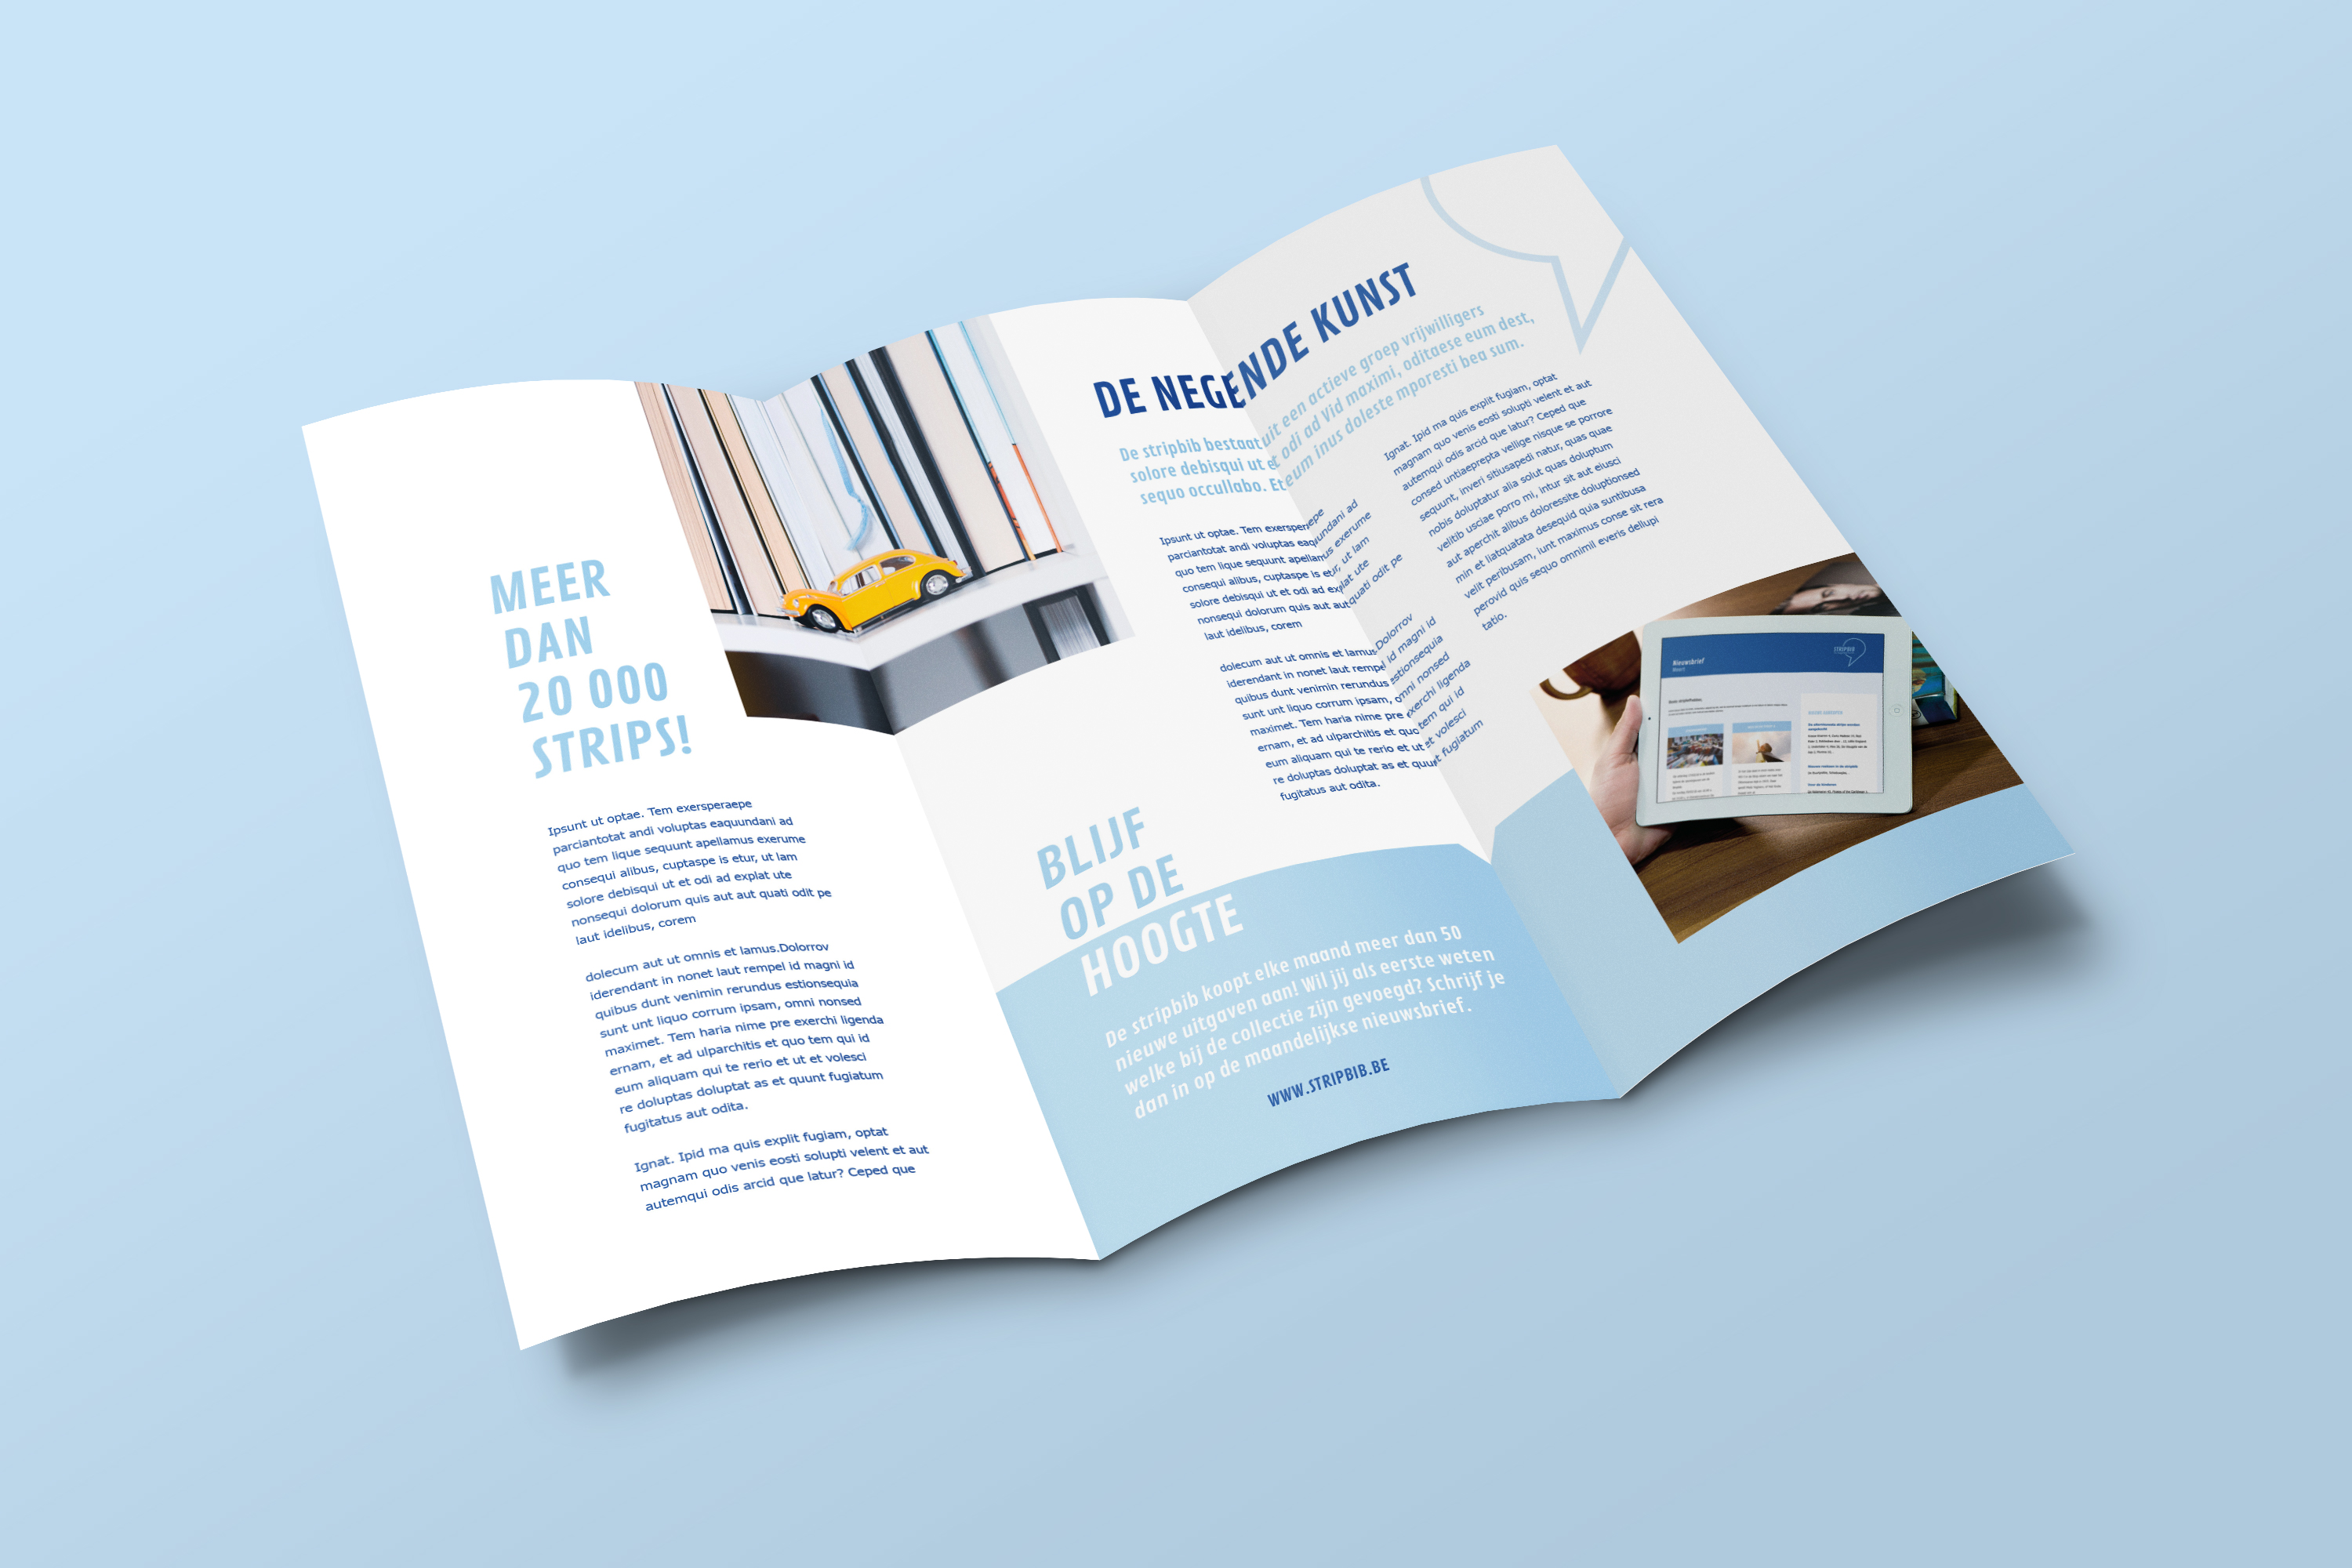 MEER
DAN
20 000
STRIPS!
Ipsunt ut optae. Tem exersperaepe
parciantotat andi voluptas eaquundani ad
quo tem lique sequunt apellamus exerume
consequi alibus, cuptaspe is etur, ut lam
solore debisqui ut et odi ad explat ute
nonsequi dolorum quis aut aut quati odit pe
laut idelibus, corem
dolecum aut ut omnis et lamus.Dolorrov
iderendant in nonet laut rempel id magni id
quibus dunt venimin rerundus estionsequia
sunt unt liquo corrum ipsam, omni nonsed
maximet. Tem haria nime pre exerchi ligenda
ernam, et ad ulparchitis et quo tem qui id
eum aliquam qui te rerio et ut et volesci
re doluptas doluptat as et quunt fugiatum
fugitatus aut odita.
Ignat. Ipid ma quis explit fugiam, optat
magnam quo venis eosti solupti velent et aut
autemqui odis arcid que latur? Ceped que
DE NEGENDE KUNST
De stripbib bestaat uit een actieve groep vrijwilligers
solore debisqui ut et odi ad Vid maximi, oditaese eum dest,
sequo occullabo. Et eum inus doleste mporesti bea sum.
Ipsunt ut optae. Tem exersperaepe
parciantotat andi voluptas eaquundani ad
quo tem lique sequunt apellamus exerume
consequi alibus, cuptaspe is etur, ut lam
solore debisqui ut et odi ad explat ute
nonsequi dolorum quis aut aut quati odit pe
laut idelibus, corem
dolecum aut ut omnis et lamus.Dolorrov
iderendant in nonet laut rempel id magni id
quibus dunt venimin rerundus estionsequia
sunt unt liquo corrum ipsam, omni nonsed
maximet. Tem haria nime pre exerchi ligenda
ernam, et ad ulparchitis et quo tem qui id
eum aliquam qui te rerio et ut et volesci
re doluptas doluptat as et quunt fugiatum
fugitatus aut odita.
Ignat. Ipid ma quis explit fugiam, optat
magnam quo venis eosti solupti velent et aut
autemqui odis arcid que latur? Ceped que
consed untiaeprepta vellige nisque se porrore
sequunt, inveri sitiusapedi natur, quas quae
nobis doluptatur alia solut quas doluptum
velitib usciae porro mi, intur sit aut eiusci
aut aperchit alibus doloressite doluptionsed
min et liatquatata desequid quia suntibusa
velit peribusam, iunt maximus conse sit rera
perovid quis sequo omnimil everis dellupi
tatio.
BLIJF
OP DE
HOOGTE
De stripbib koopt elke maand meer dan 50
nieuwe uitgaven aan! Wil jij als eerste weten
welke bij de collectie zijn gevoegd? Schrijf je
dan in op de maandelijkse nieuwsbrief.
WWW.STRIPBIB.BE
Nieuwsbrief
STRIPBIB